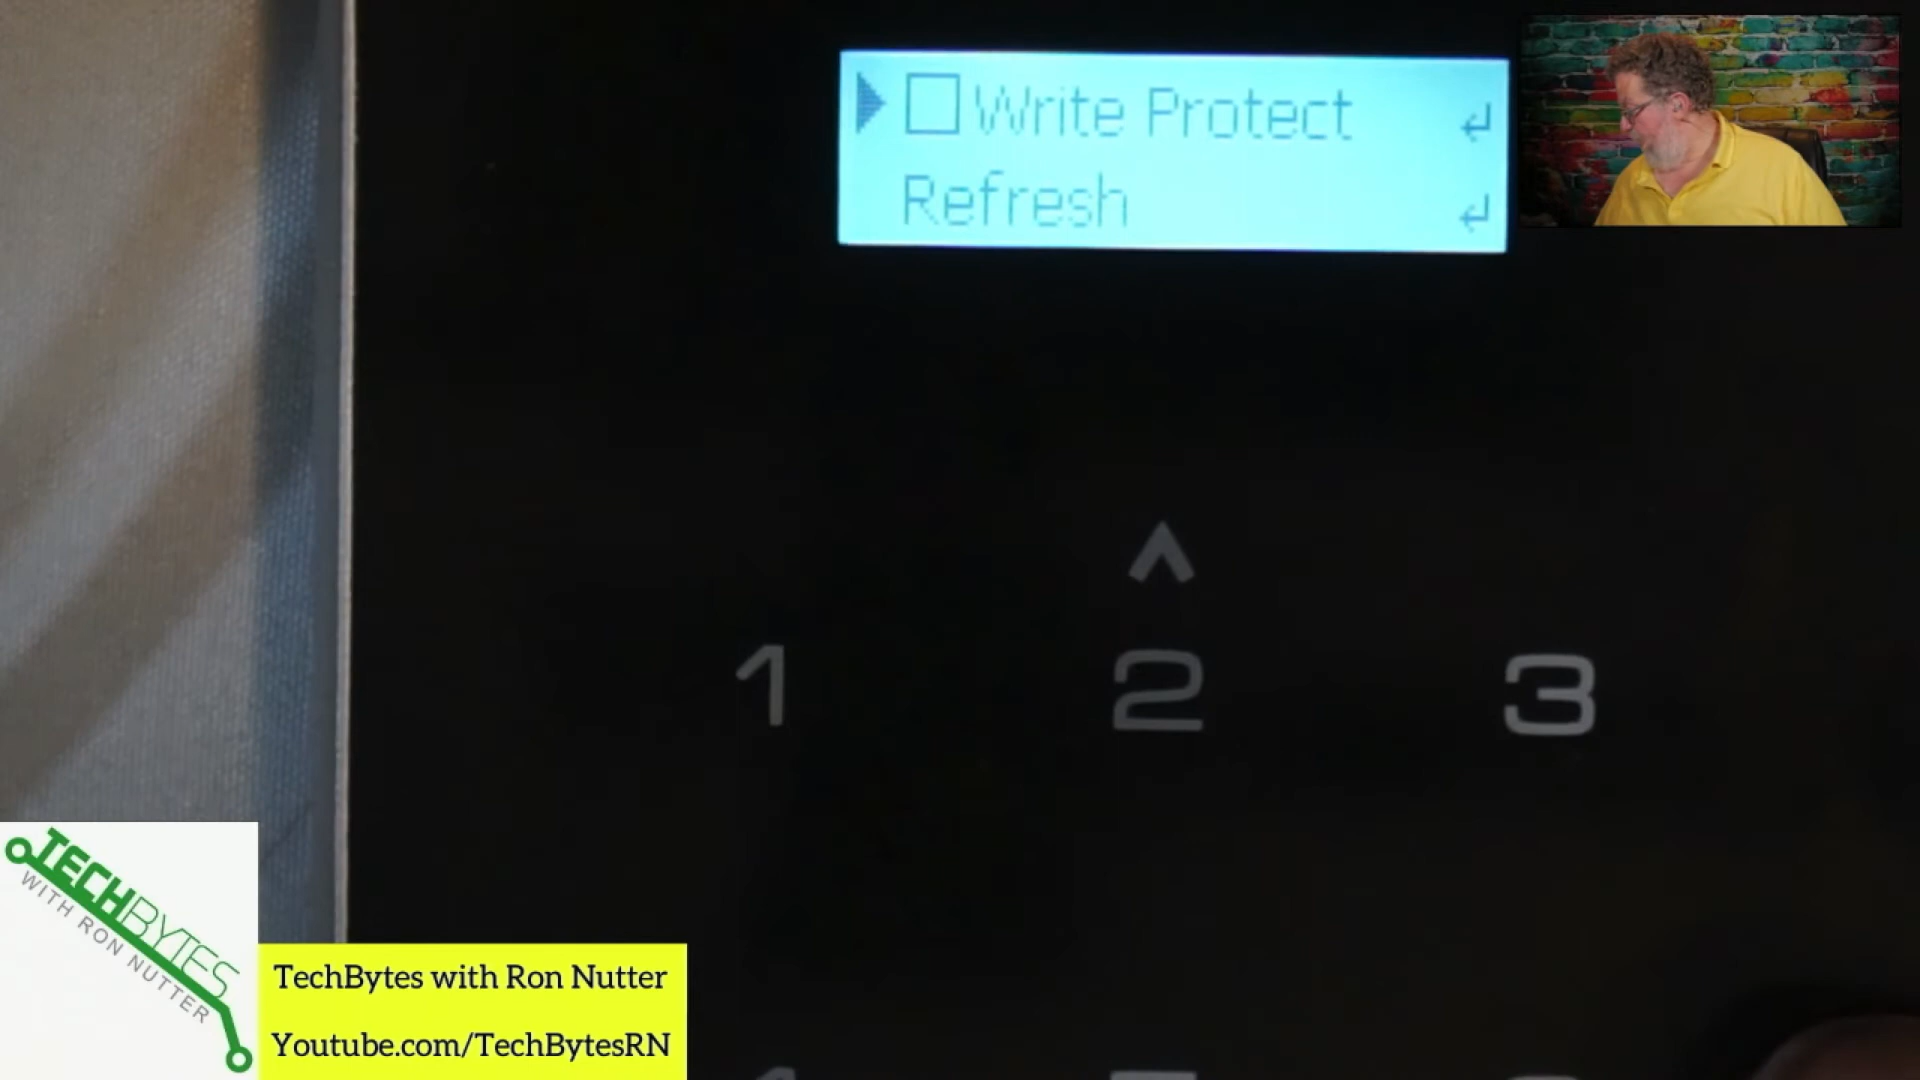 Write Protect
Refresh
1 2 3
TECHBYTES
WITH RON NUTTER
TechBytes with Ron Nutter
Youtube.com/TechBytesRN